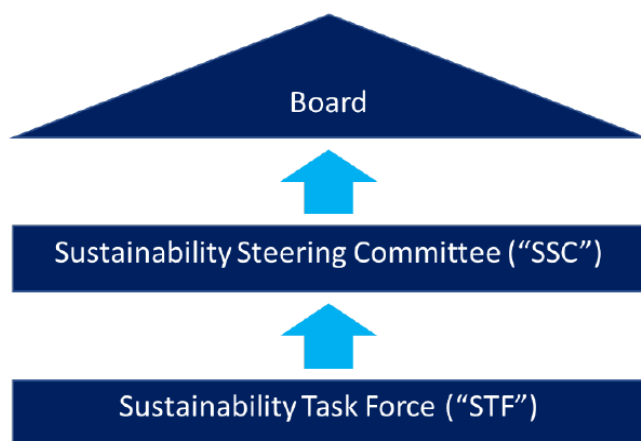 Board
Sustainability Steering Committee (“SSC”)
Sustainability Task Force (“STF”)